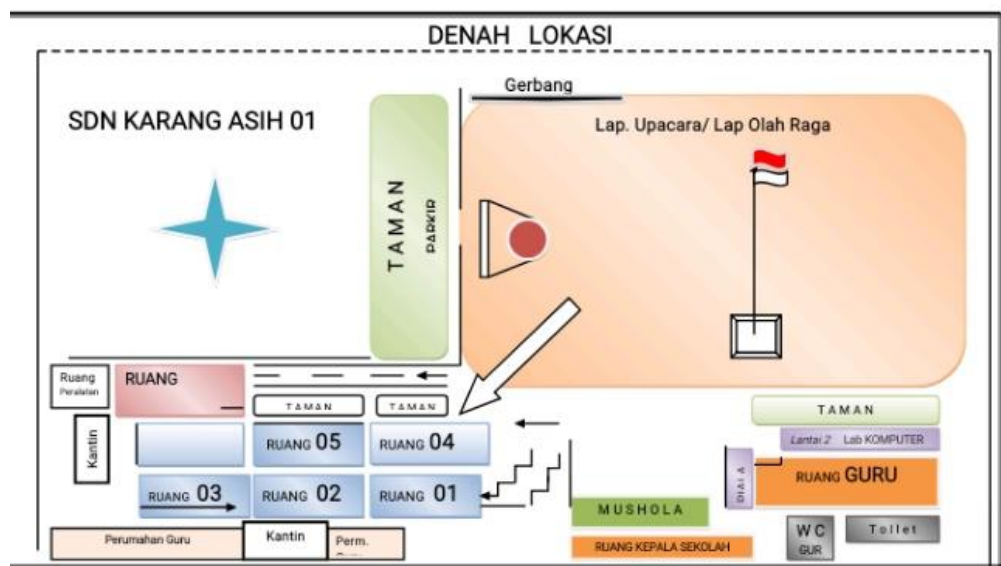 DENAH LOKASI
Gerbang
SDN KARANG ASIH 01
Lap. Upacara/ Lap Olah Raga
TAMAN
PARKIR
Ruang
Peralatan
RUANG
TAMAN
TAMAN
TAMAN
Kantin
RUANG 05
RUANG 04
Lantai 2 Lab KOMPUTER
RUANG GURU
RUANG 03
RUANG 02
RUANG 01
MUSHOLA
WC
GUR
Toilet
Perumahan Guru
Kantin
Perm.
RUANG KEPALA SEKOLAH